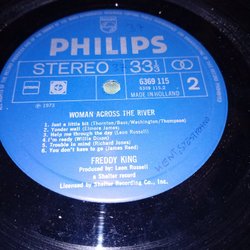 PHILIPS
STEREO 33⅓
6369 115
MADE IN HOLLAND
2
℗ 1973
WOMAN ACROSS THE RIVER
1. Just a little bit (Thornton/Bass/Washington/Thompson)
2. Yonder wall (Elmore James)
3. Help me through the day (Leon Russell)
4. I'm ready (Willie Dixon)
5. Trouble in mind (Richard Jones)
6. You don't have to go (James Reed)
FREDDY KING
Produced by: Leon Russell
a Shelter record
Licensed by Shelter Recording Co., Inc.